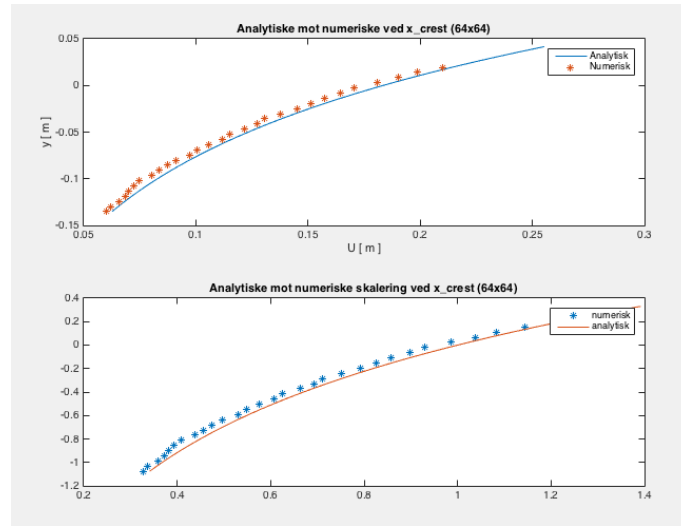 Analytiske mot numeriske ved x_crest (64x64)
0.05
0
-0.05
-0.1
-0.15
y [ m ]
Analytisk
Numerisk
0.05 0.1 0.15 0.2 0.25 0.3
U [ m ]
Analytiske mot numeriske skalering ved x_crest (64x64)
0.4
0.2
0
-0.2
-0.4
-0.6
-0.8
-1
-1.2
numerisk
analytisk
0.2 0.4 0.6 0.8 1 1.2 1.4